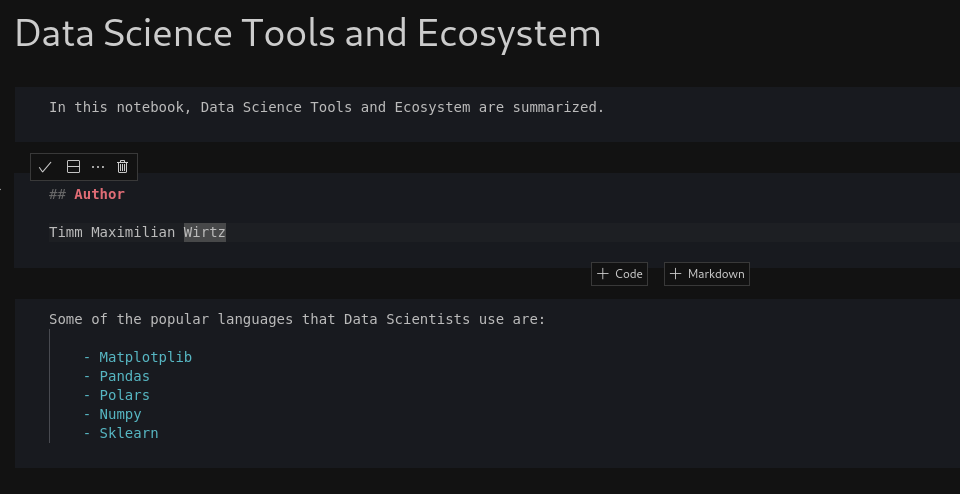 Data Science Tools and Ecosystem
In this notebook, Data Science Tools and Ecosystem are summarized.
## Author
Timm Maximilian Wirtz
+ Code + Markdown
Some of the popular languages that Data Scientists use are:
- Matplotplib
- Pandas
- Polars
- Numpy
- Sklearn